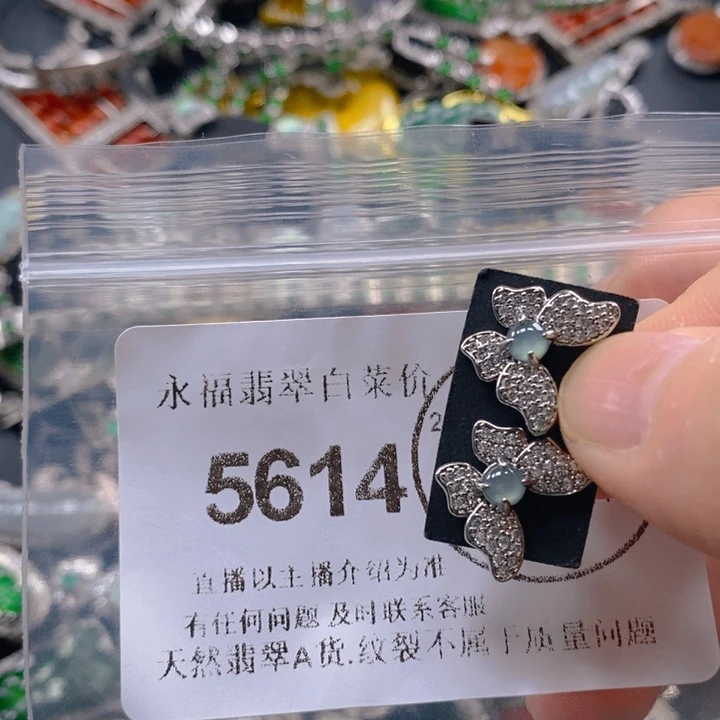 永福翡翠白菜价
2
5614
直播以主播介绍为准
有任何问题及时联系客服
天然翡翠A货.纹裂不属于质量问题